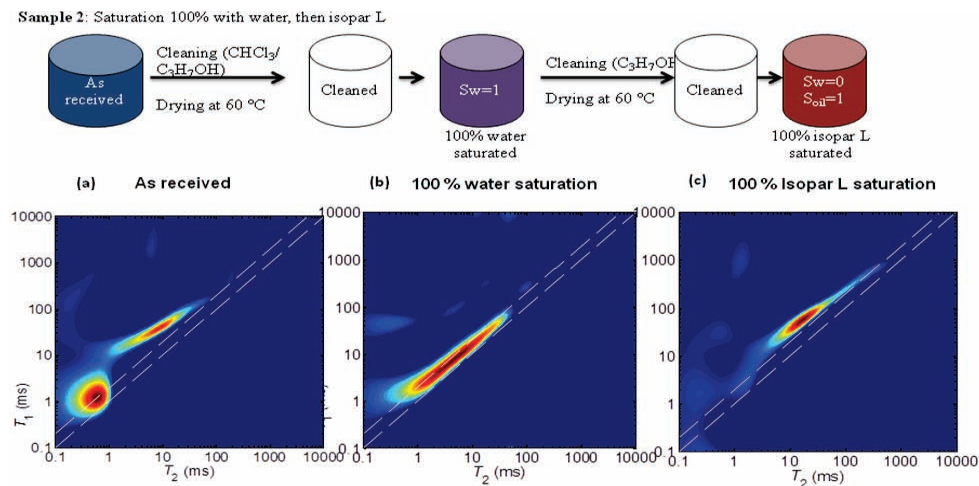 Sample 2: Saturation 100% with water, then isopar L
As
received
Cleaning (CHCl3/
C3H7OH)
Drying at 60 °C
Cleaned
Sw=1
100% water
saturated
Cleaning (C3H7OH
Drying at 60 °C
Cleaned
Sw=0
Soil=1
100% isopar L
saturated
(a) As received
(b) 100 % water saturation
(c) 100 % Isopar L saturation
10000
1000
100
10
1
0.1
T1 (ms)
0.1 1 10 100 1000 10000
T2 (ms)
10000
1000
100
10
1
0.1
0.1 1 10 100 1000 10000
T2 (ms)
10000
1000
100
10
1
0.1
0.1 1 10 100 1000 10000
T2 (ms)